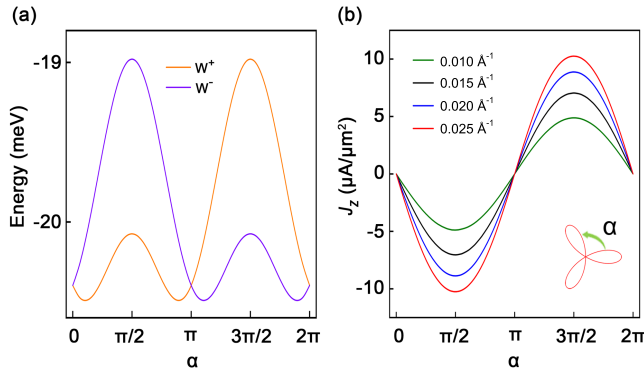 (a)
Energy (meV)
-19
-20
W⁺
W⁻
0
π/2
π
3π/2
2π
α
(b)
J_z (μA/μm²)
10
5
0
-5
-10
0.010 Å⁻¹
0.015 Å⁻¹
0.020 Å⁻¹
0.025 Å⁻¹
α
0
π/2
π
3π/2
2π
α